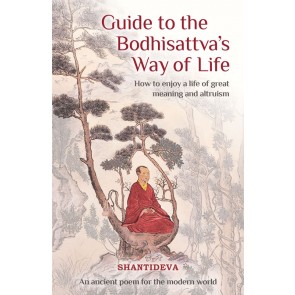 Guide to the
Bodhisattva's
Way of Life
How to enjoy a life of great
meaning and altruism
SHANTIDEVA
An ancient poem for the modern world